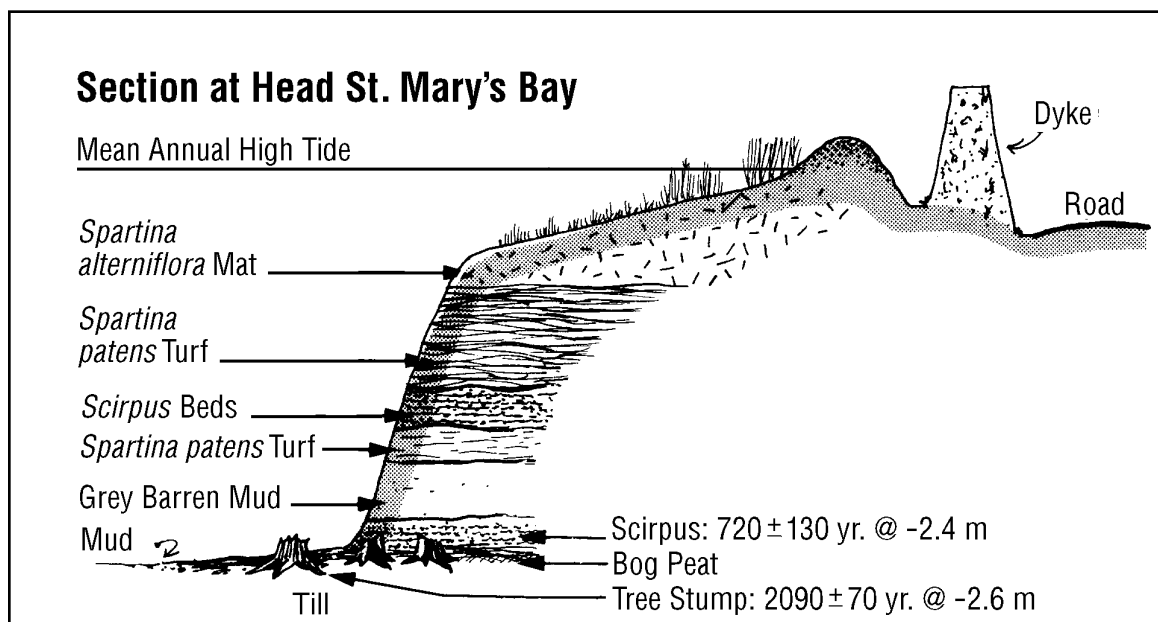 Section at Head St. Mary's Bay
Mean Annual High Tide
Dyke
Road
Spartina
alterniflora Mat
Spartina
patens Turf
Scirpus Beds
Spartina patens Turf
Grey Barren Mud
Mud
Till
Scirpus: 720 ± 130 yr. @ -2.4 m
Bog Peat
Tree Stump: 2090 ± 70 yr. @ -2.6 m